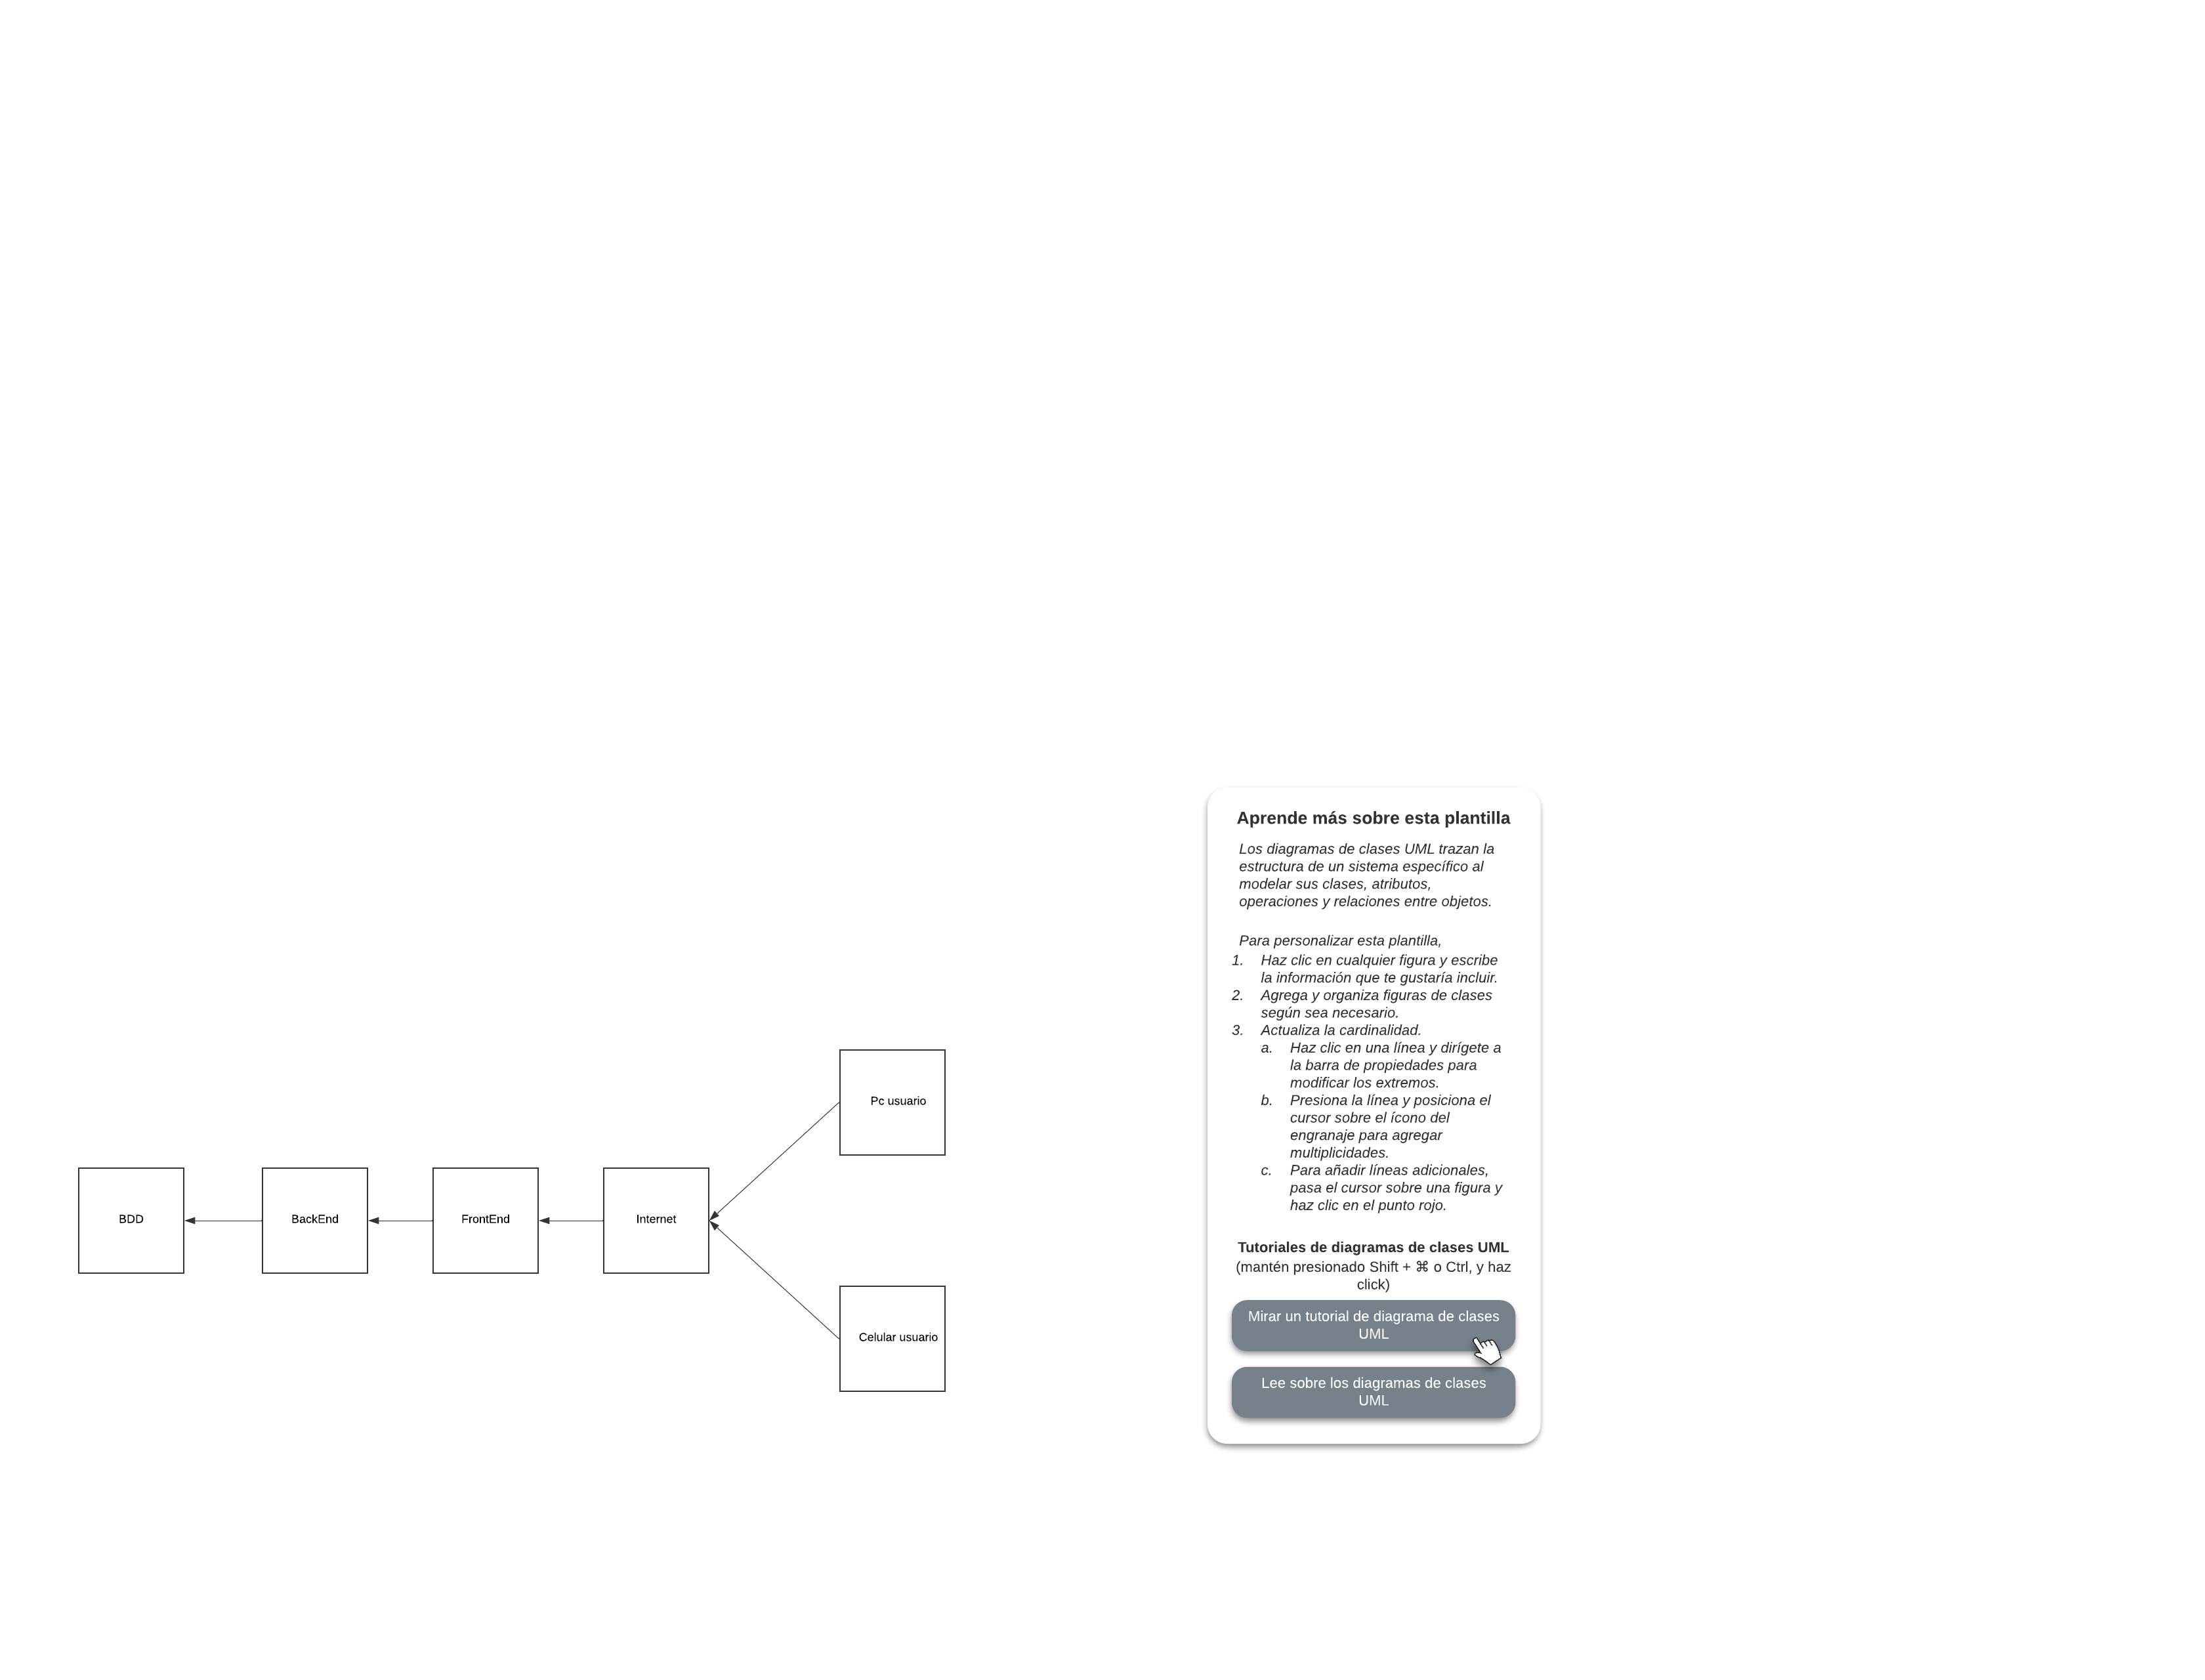 Pc usuario
BDD
BackEnd
FrontEnd
Internet
Celular usuario
Aprende más sobre esta plantilla
Los diagramas de clases UML trazan la
estructura de un sistema específico al
modelar sus clases, atributos,
operaciones y relaciones entre objetos.
Para personalizar esta plantilla,
1. Haz clic en cualquier figura y escribe
la información que te gustaría incluir.
2. Agrega y organiza figuras de clases
según sea necesario.
3. Actualiza la cardinalidad.
a. Haz clic en una línea y dirígete a
la barra de propiedades para
modificar los extremos.
b. Presiona la línea y posiciona el
cursor sobre el ícono del
engranaje para agregar
multiplicidades.
c. Para añadir líneas adicionales,
pasa el cursor sobre una figura y
haz clic en el punto rojo.
Tutoriales de diagramas de clases UML
(mantén presionado Shift + ⌘ o Ctrl, y haz
click)
Mirar un tutorial de diagrama de clases
UML
Lee sobre los diagramas de clases
UML